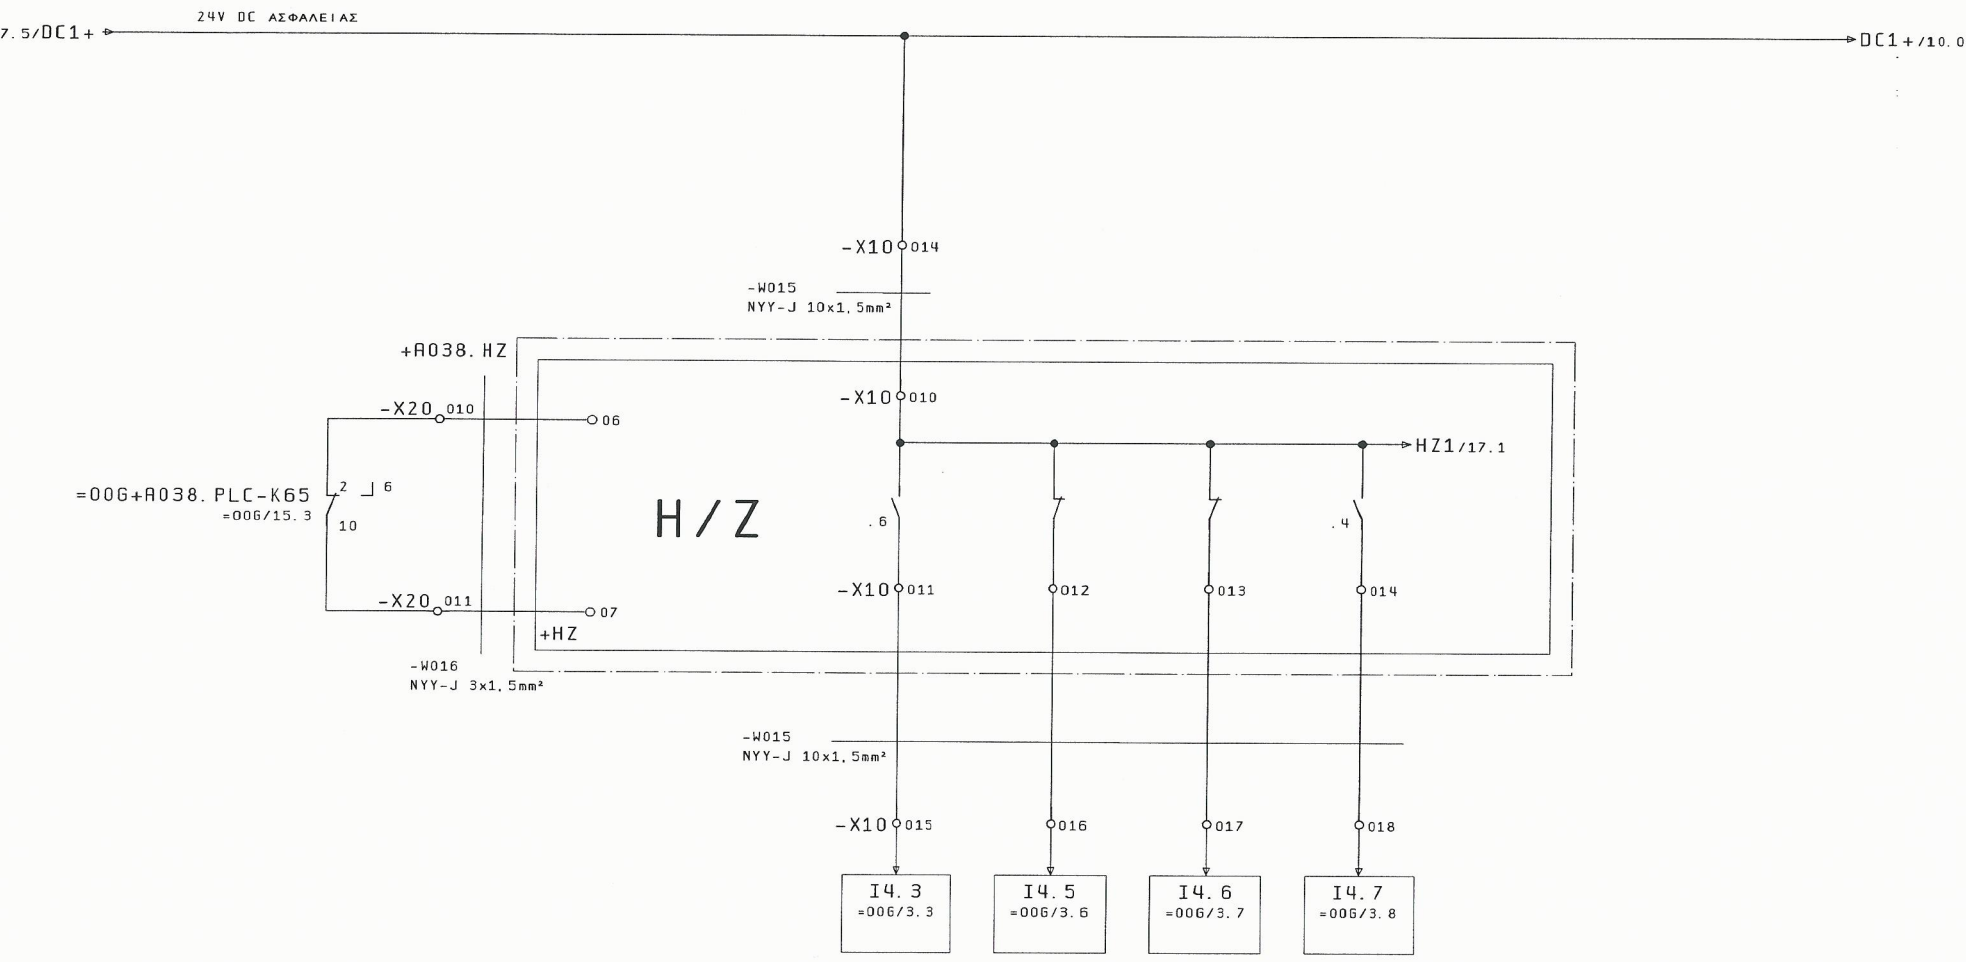 24V DC ΑΣΦΑΛΕΙΑΣ
7.5/DC1+
DC1+/10.0
-X10 014
-W015
NYY-J 10x1,5mm²
+A038.HZ
-X10 010
-X20 010
06
HZ1/17.1
2 6
=00G+A038.PLC-K65
=00G/15.3
10
H/Z
.6
.4
-X10 011
012
013
014
-X20 011
07
+HZ
-W016
NYY-J 3x1,5mm²
-W015
NYY-J 10x1,5mm²
-X10 015
016
017
018
I4.3
=00G/3.3
I4.5
=00G/3.6
I4.6
=00G/3.7
I4.7
=00G/3.8